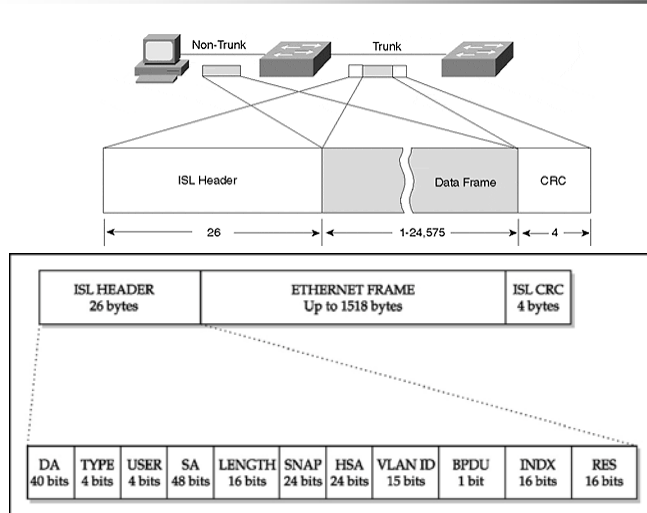 Non-Trunk
Trunk
ISL Header
Data Frame
CRC
26
1-24,575
4
ISL HEADER
26 bytes
ETHERNET FRAME
Up to 1518 bytes
ISL CRC
4 bytes
DA TYPE USER SA LENGTH SNAP HSA VLAN ID BPDU INDX RES
40 bits 4 bits 4 bits 48 bits 16 bits 24 bits 24 bits 15 bits 1 bit 16 bits 16 bits